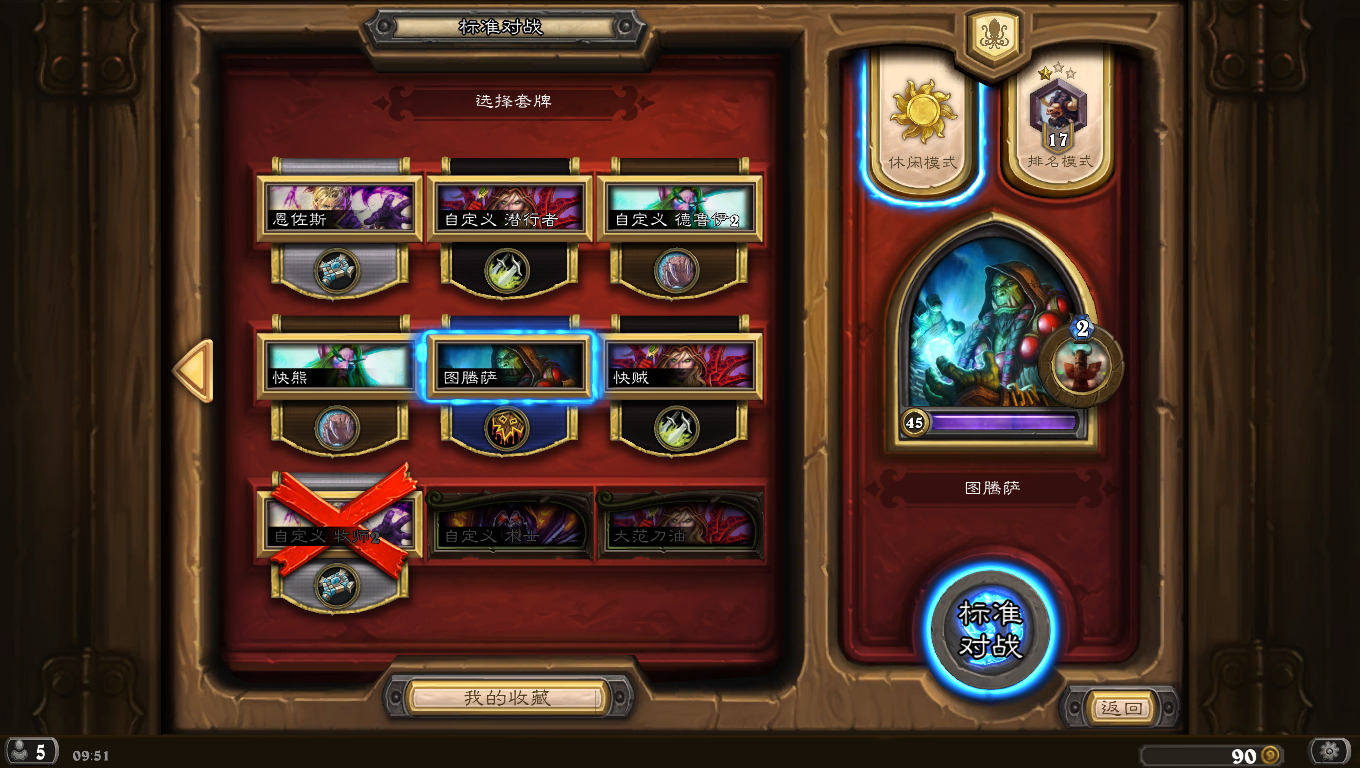 标准对战
选择套牌
恩佐斯
自定义 潜行者
自定义 德鲁伊2
快熊
图腾萨
快贼
自定义 牧师2
自定义 术士
大范刀油
我的收藏
休闲模式
17
排名模式
2
45
图腾萨
标准
对战
返回
5
09:51
90